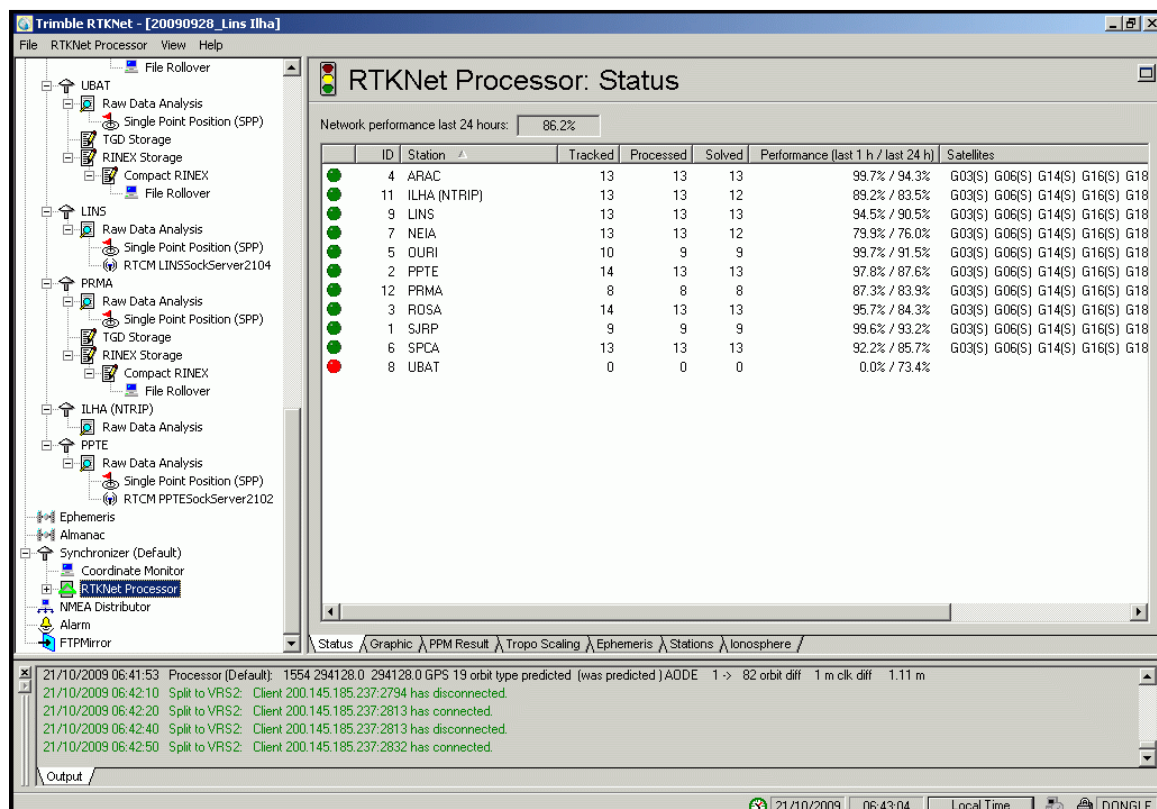 Trimble RTKNet - [20090928_Lins Ilha]
File RTKNet Processor View Help
File Rollover
UBAT
Raw Data Analysis
Single Point Position (SPP)
TGD Storage
RINEX Storage
Compact RINEX
File Rollover
LINS
Raw Data Analysis
Single Point Position (SPP)
RTCM LINSSockServer2104
PRMA
Raw Data Analysis
Single Point Position (SPP)
TGD Storage
RINEX Storage
Compact RINEX
File Rollover
ILHA (NTRIP)
Raw Data Analysis
PPTE
Raw Data Analysis
Single Point Position (SPP)
RTCM PPTESockServer2102
Ephemeris
Almanac
Synchronizer (Default)
Coordinate Monitor
RTKNet Processor
NMEA Distributor
Alarm
FTPMirror
RTKNet Processor: Status
Network performance last 24 hours: 86.2%
ID Station Tracked Processed Solved Performance (last 1 h / last 24 h) Satellites
4 ARAC 13 13 13 99.7% / 94.3% G03(S) G06(S) G14(S) G16(S) G18
11 ILHA (NTRIP) 13 13 12 89.2% / 83.5% G03(S) G06(S) G14(S) G16(S) G18
9 LINS 13 13 13 94.5% / 90.5% G03(S) G06(S) G14(S) G16(S) G18
7 NEIA 13 13 12 79.9% / 76.0% G03(S) G06(S) G14(S) G16(S) G18
5 OURI 10 9 9 99.7% / 91.5% G03(S) G06(S) G14(S) G16(S) G18
2 PPTE 14 13 13 97.8% / 87.6% G03(S) G06(S) G14(S) G16(S) G18
12 PRMA 8 8 8 87.3% / 83.9% G03(S) G06(S) G14(S) G16(S) G18
3 ROSA 14 13 13 95.7% / 84.3% G03(S) G06(S) G14(S) G16(S) G18
1 SJRP 9 9 9 99.6% / 93.2% G03(S) G06(S) G14(S) G16(S) G18
6 SPCA 13 13 13 92.2% / 85.7% G03(S) G06(S) G14(S) G16(S) G18
8 UBAT 0 0 0 0.0% / 73.4%
Status Graphic PPM Result Tropo Scaling Ephemeris Stations Ionosphere
21/10/2009 06:41:53 Processor (Default): 1554 294128.0 294128.0 GPS 19 orbit type predicted (was predicted ) AODE 1 -> 82 orbit diff 1 m clk diff 1.11 m
21/10/2009 06:42:10 Split to VRS2: Client 200.145.185.237:2794 has disconnected.
21/10/2009 06:42:20 Split to VRS2: Client 200.145.185.237:2813 has connected.
21/10/2009 06:42:40 Split to VRS2: Client 200.145.185.237:2813 has disconnected.
21/10/2009 06:42:50 Split to VRS2: Client 200.145.185.237:2832 has connected.
Output
21/10/2009 06:43:04 Local Time DONGLE